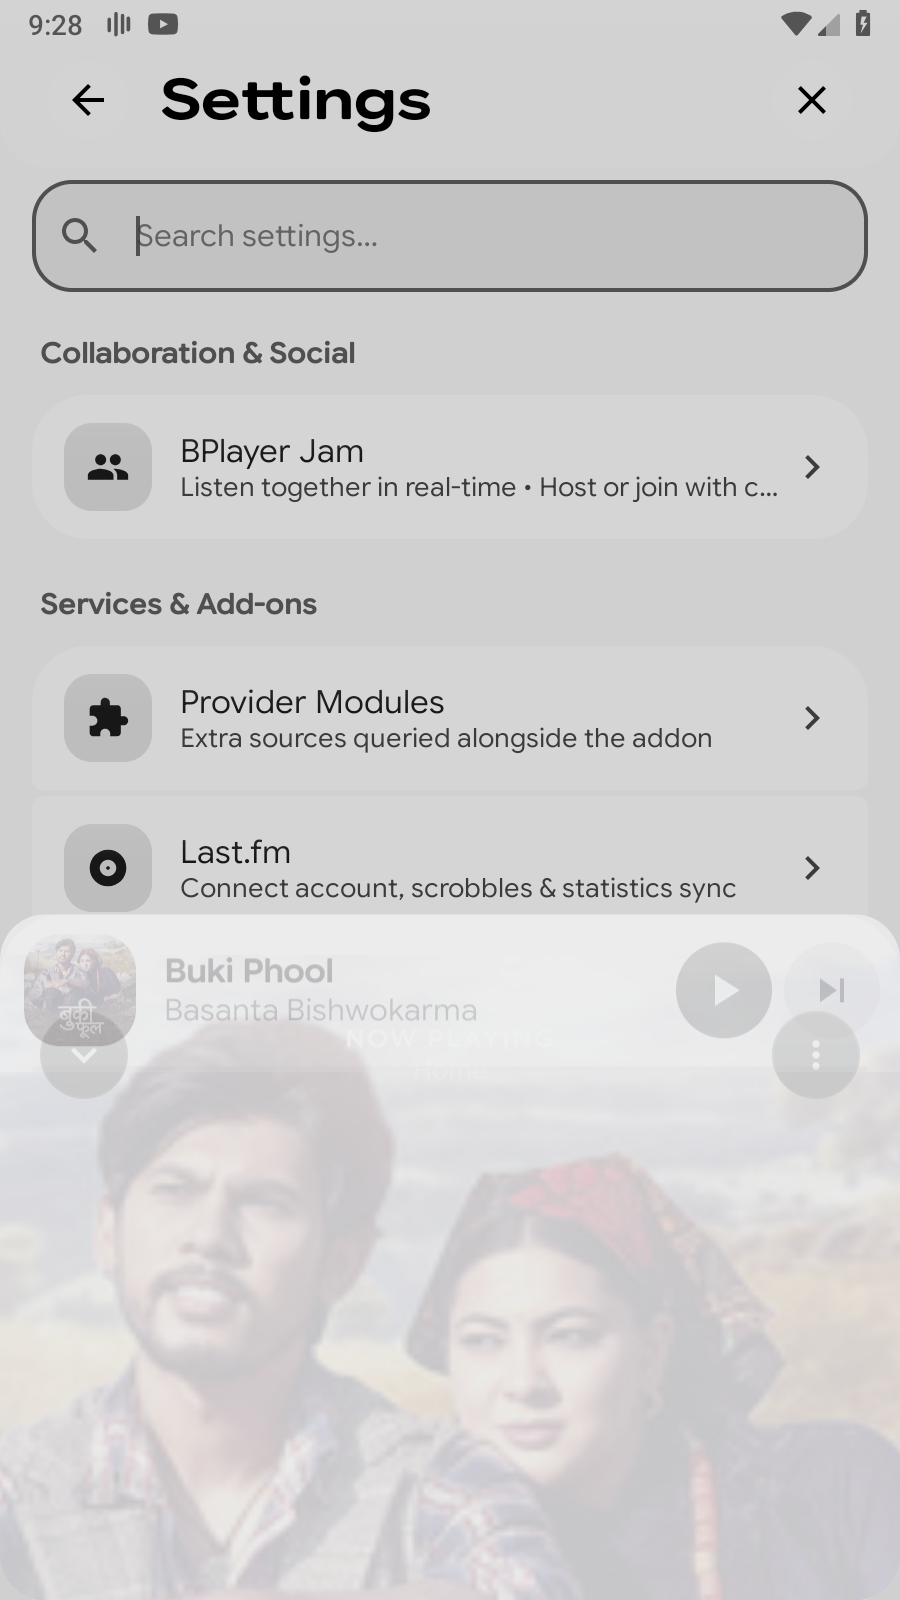 9:28
Settings
Search settings...
Collaboration & Social
BPlayer Jam
Listen together in real-time • Host or join with c...
Services & Add-ons
Provider Modules
Extra sources queried alongside the addon
Last.fm
Connect account, scrobbles & statistics sync
बुकी
फूल
Buki Phool
Basanta Bishwokarma
NOW PLAYING
Home